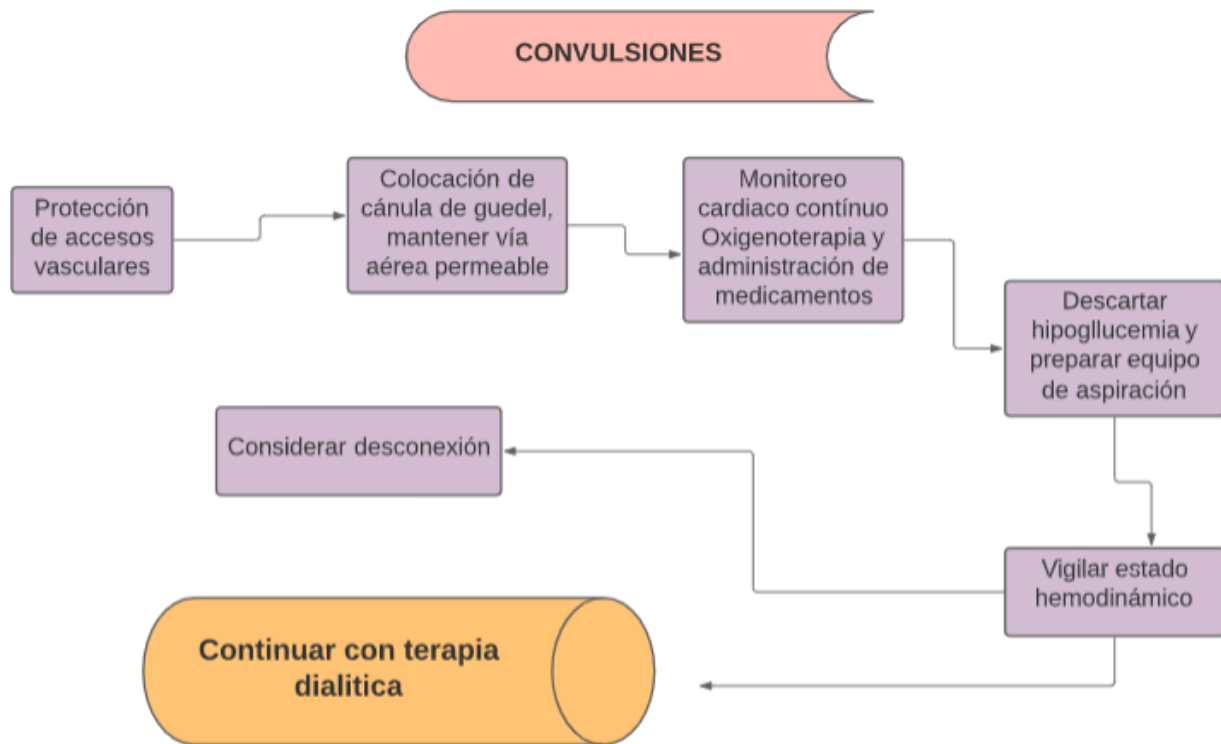 CONVULSIONES
Protección
de accesos
vasculares
Colocación de
cánula de guedel,
mantener vía
aérea permeable
Monitoreo
cardiaco contínuo
Oxigenoterapia y
administración de
medicamentos
Descartar
hipogllucemia y
preparar equipo
de aspiración
Vigilar estado
hemodinámico
Considerar desconexión
Continuar con terapia
dialitica